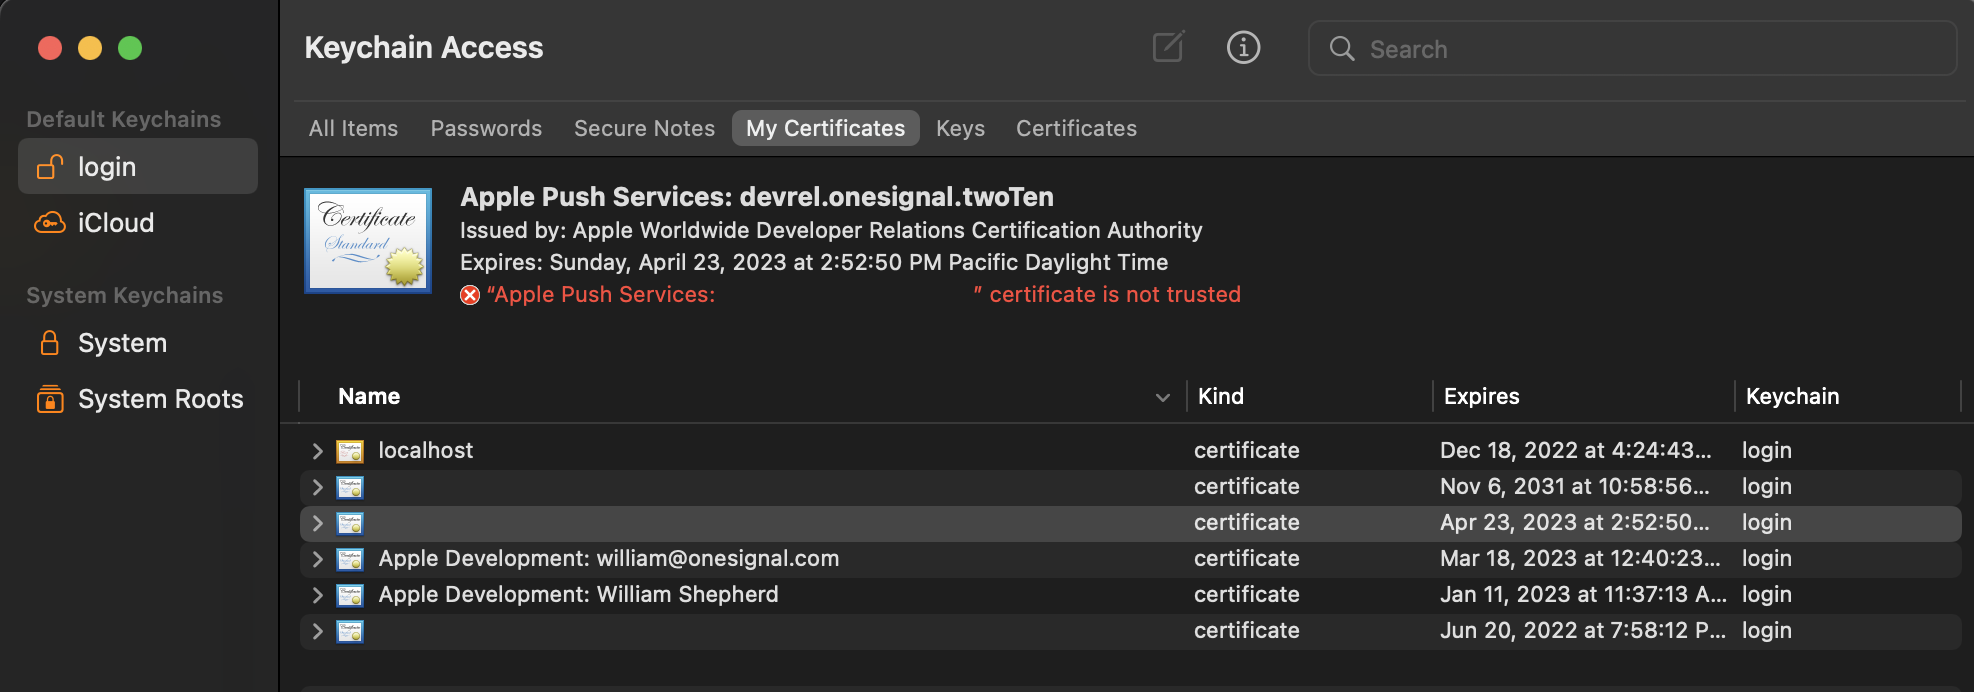 Keychain Access
Search
Default Keychains
login
iCloud
System Keychains
System
System Roots
All Items Passwords Secure Notes My Certificates Keys Certificates
Certificate
Standard
Apple Push Services: devrel.onesignal.twoTen
Issued by: Apple Worldwide Developer Relations Certification Authority
Expires: Sunday, April 23, 2023 at 2:52:50 PM Pacific Daylight Time
“Apple Push Services: ” certificate is not trusted
Name Kind Expires Keychain
localhost certificate Dec 18, 2022 at 4:24:43... login
certificate Nov 6, 2031 at 10:58:56... login
certificate Apr 23, 2023 at 2:52:50... login
Apple Development: william@onesignal.com certificate Mar 18, 2023 at 12:40:23... login
Apple Development: William Shepherd certificate Jan 11, 2023 at 11:37:13 A... login
certificate Jun 20, 2022 at 7:58:12 P... login